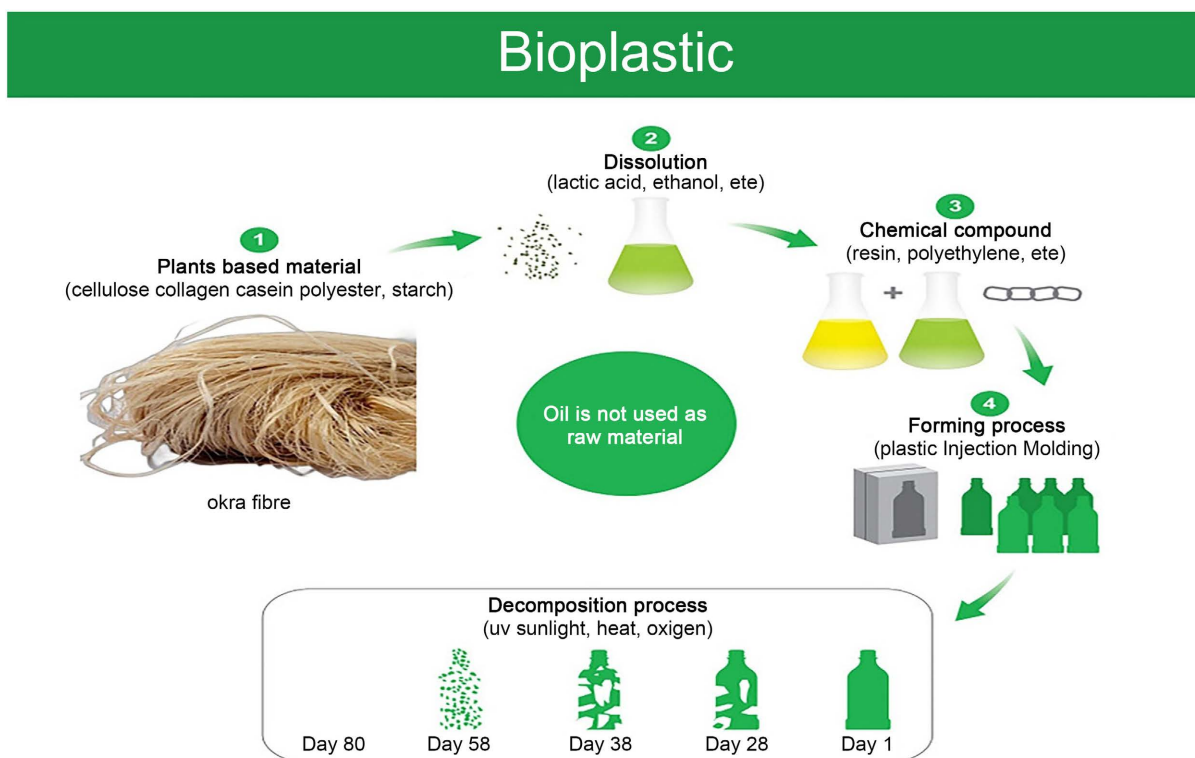 Bioplastic
1
Plants based material
(cellulose collagen casein polyester, starch)
okra fibre
2
Dissolution
(lactic acid, ethanol, ete)
3
Chemical compound
(resin, polyethylene, ete)
+
4
Forming process
(plastic Injection Molding)
Oil is not used as
raw material
Decomposition process
(uv sunlight, heat, oxigen)
Day 80 Day 58 Day 38 Day 28 Day 1